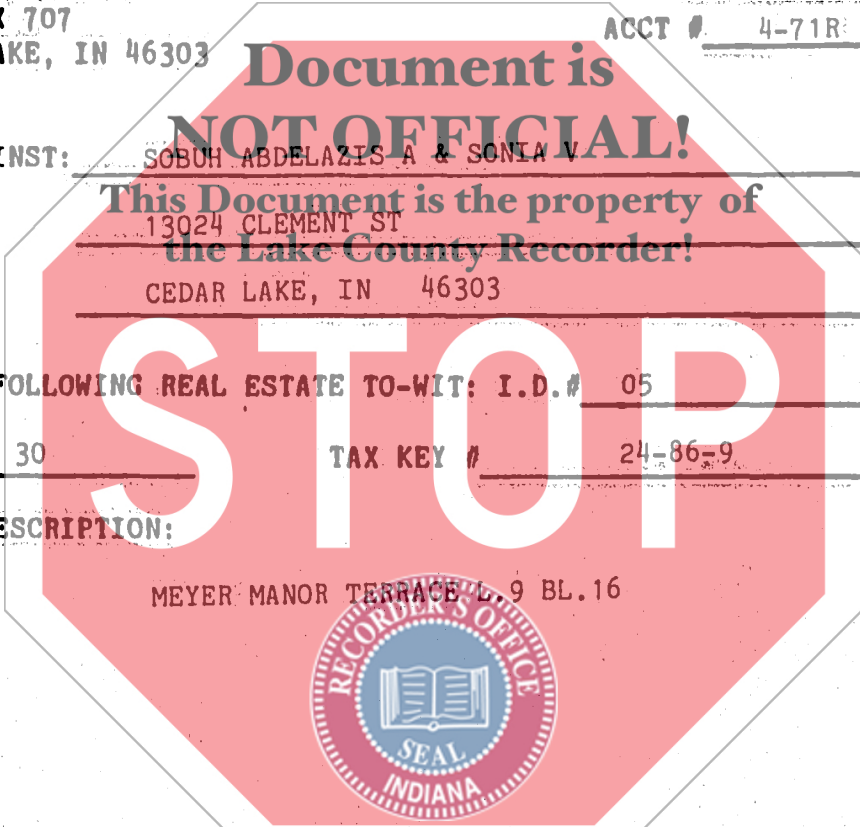 X 707
ACCT # 4-71R
AKE, IN 46303
Document is
NOT OFFICIAL!
INST: SOBUH ABDELAZIS A & SONIA V
This Document is the property of
13024 CLEMENT ST
the Lake County Recorder!
CEDAR LAKE, IN 46303
STOP
FOLLOWING REAL ESTATE TO-WIT: I.D.# 05
30 TAX KEY # 24-86-9
ESCRIPTION:
MEYER MANOR TERRACE L.9 BL.16
RECORDER'S OFFICE
SEAL
INDIANA